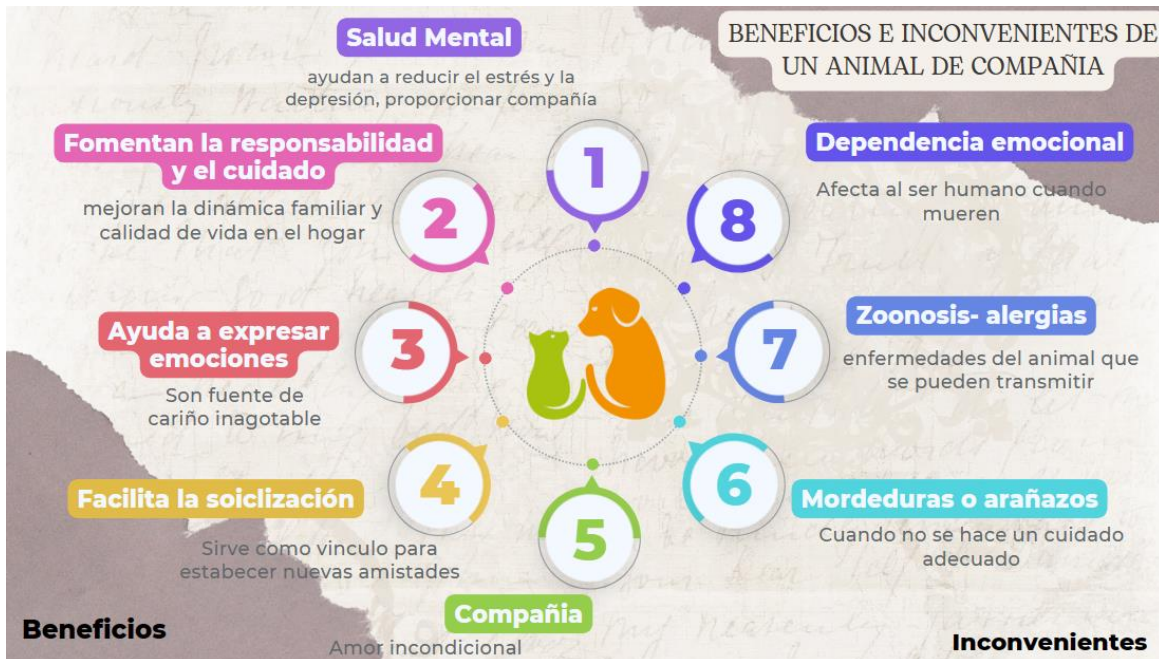 BENEFICIOS E INCONVENIENTES DE
UN ANIMAL DE COMPAÑIA
Salud Mental
ayudan a reducir el estrés y la
depresión, proporcionar compañía
1
Fomentan la responsabilidad
y el cuidado
mejoran la dinámica familiar y
calidad de vida en el hogar
2
Ayuda a expresar
emociones
Son fuente de
cariño inagotable
3
Facilita la soiclización
Sirve como vinculo para
estabecer nuevas amistades
4
5
Compañia
Amor incondicional
6
Mordeduras o arañazos
Cuando no se hace un cuidado
adecuado
7
Zoonosis- alergias
enfermedades del animal que
se pueden transmitir
8
Dependencia emocional
Afecta al ser humano cuando
mueren
Beneficios
Inconvenientes